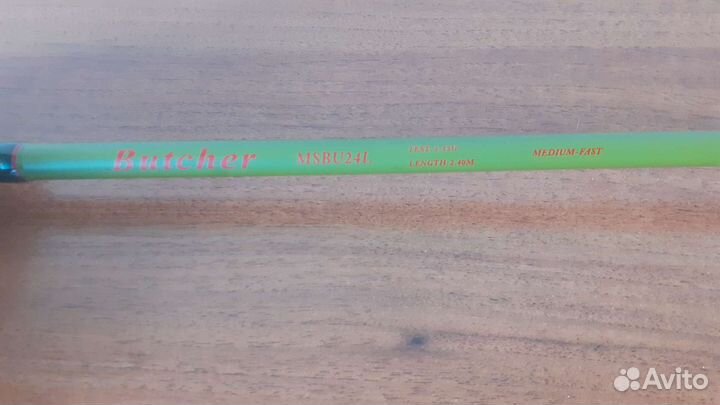 Butcher MSBU24L
LENGTH: 2.40M. MEDIUM-FAST
Avito